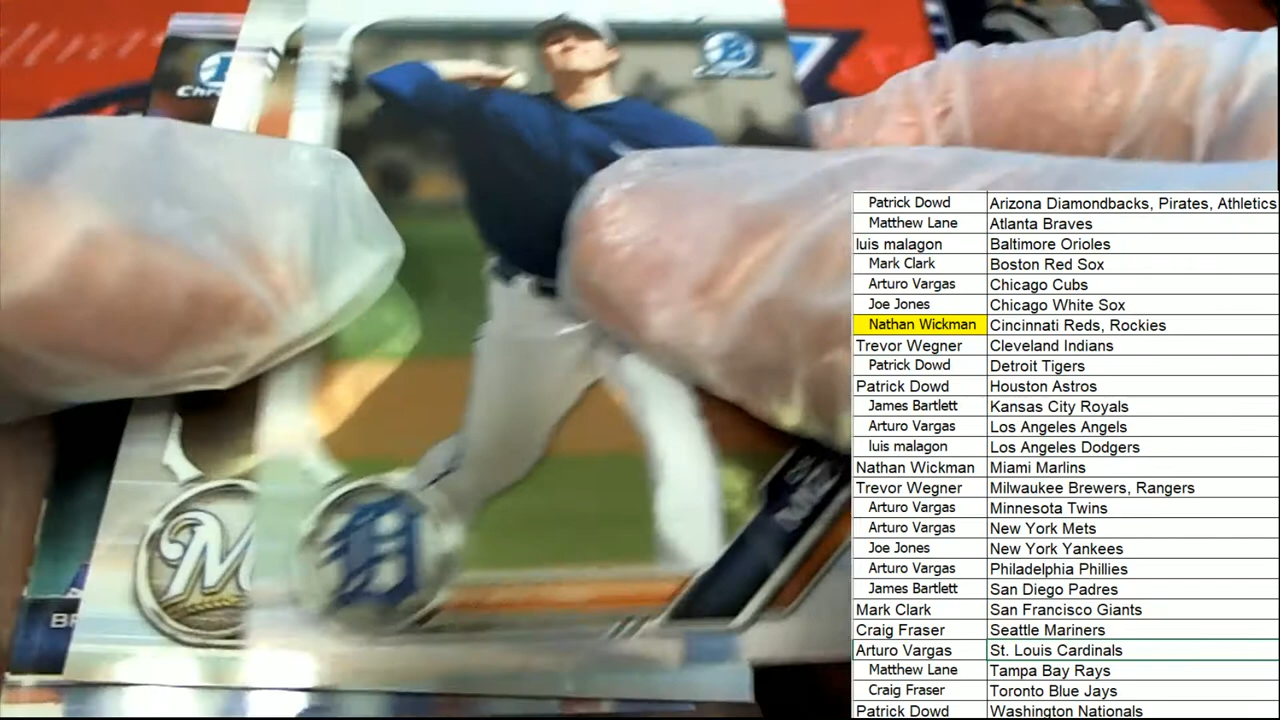 Patrick Dowd Arizona Diamondbacks, Pirates, Athletics
Matthew Lane Atlanta Braves
luis malagon Baltimore Orioles
Mark Clark Boston Red Sox
Arturo Vargas Chicago Cubs
Joe Jones Chicago White Sox
Nathan Wickman Cincinnati Reds, Rockies
Trevor Wegner Cleveland Indians
Patrick Dowd Detroit Tigers
Patrick Dowd Houston Astros
James Bartlett Kansas City Royals
Arturo Vargas Los Angeles Angels
luis malagon Los Angeles Dodgers
Nathan Wickman Miami Marlins
Trevor Wegner Milwaukee Brewers, Rangers
Arturo Vargas Minnesota Twins
Arturo Vargas New York Mets
Joe Jones New York Yankees
Arturo Vargas Philadelphia Phillies
James Bartlett San Diego Padres
Mark Clark San Francisco Giants
Craig Fraser Seattle Mariners
Arturo Vargas St. Louis Cardinals
Matthew Lane Tampa Bay Rays
Craig Fraser Toronto Blue Jays
Patrick Dowd Washington Nationals